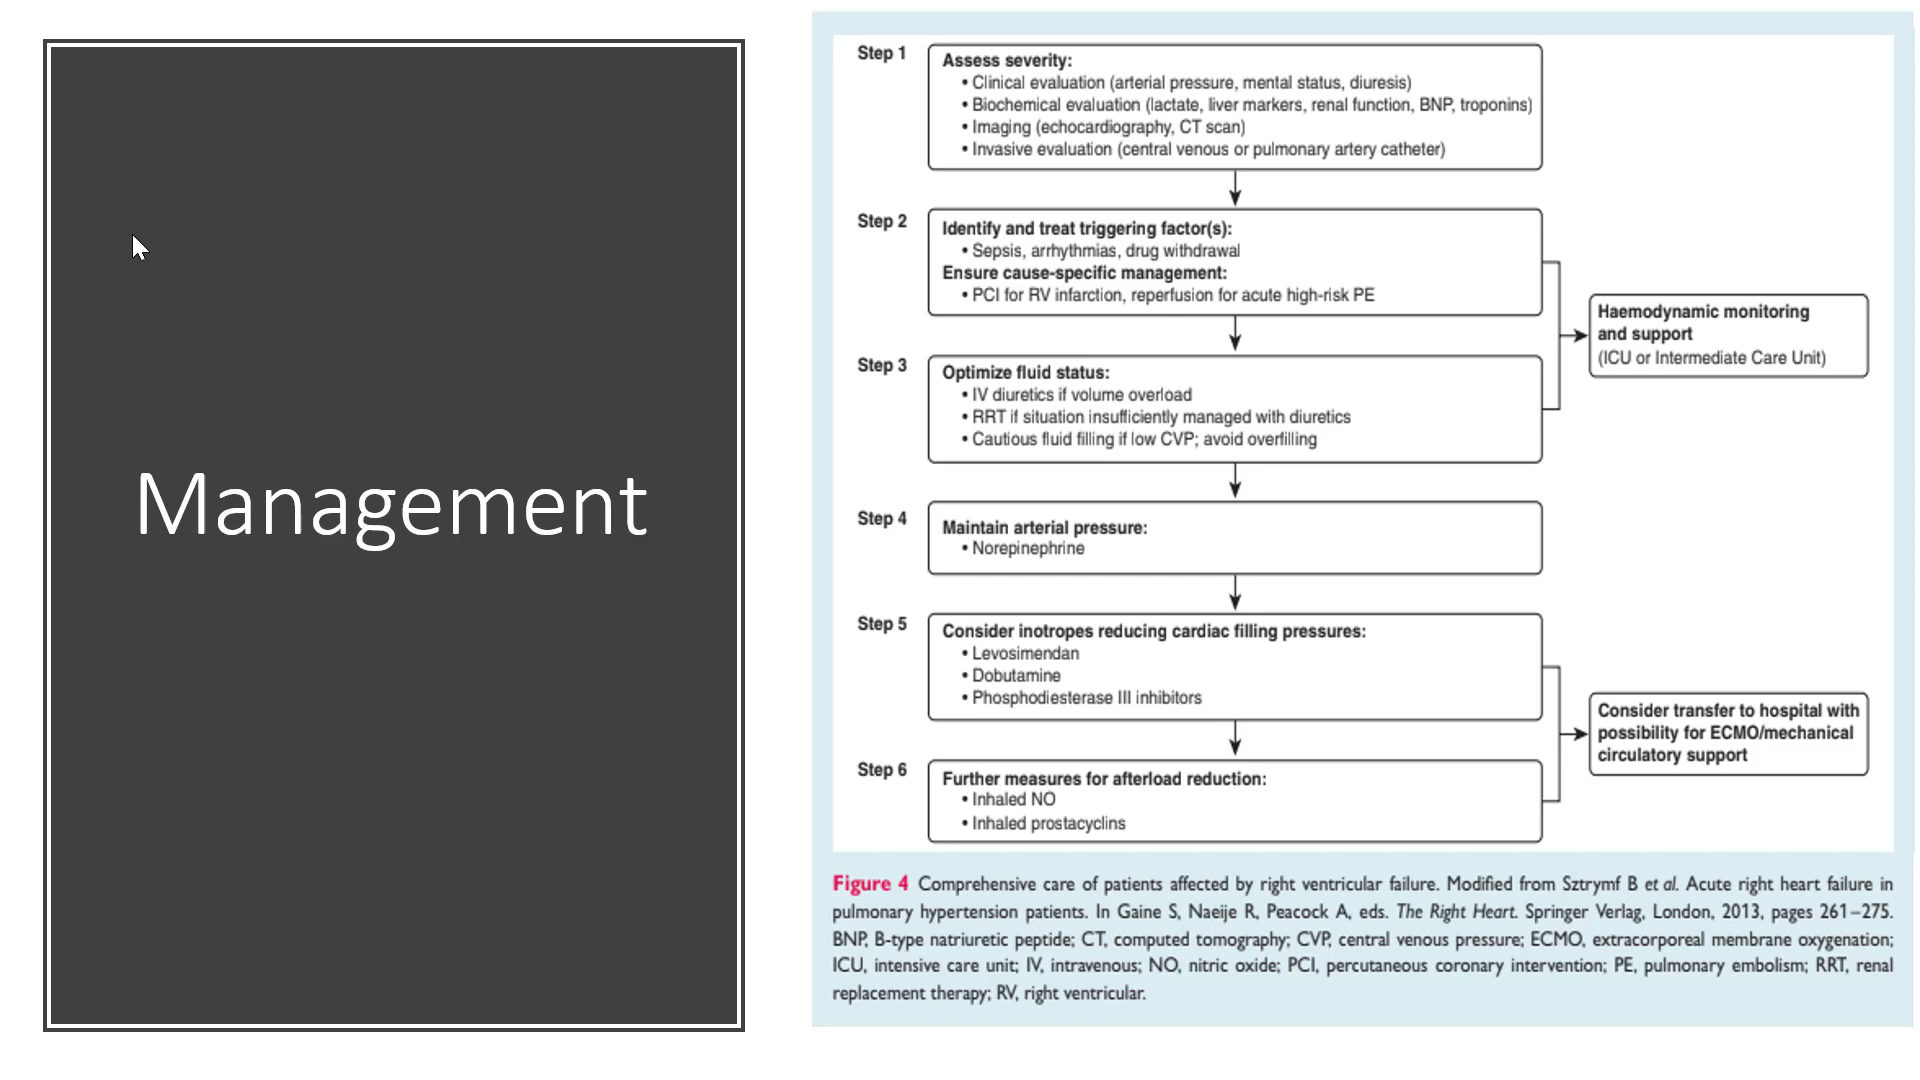 Management
Step 1
Assess severity:
• Clinical evaluation (arterial pressure, mental status, diuresis)
• Biochemical evaluation (lactate, liver markers, renal function, BNP, troponins)
• Imaging (echocardiography, CT scan)
• Invasive evaluation (central venous or pulmonary artery catheter)
Step 2
Identify and treat triggering factor(s):
• Sepsis, arrhythmias, drug withdrawal
Ensure cause-specific management:
• PCI for RV infarction, reperfusion for acute high-risk PE
Haemodynamic monitoring
and support
(ICU or Intermediate Care Unit)
Step 3
Optimize fluid status:
• IV diuretics if volume overload
• RRT if situation insufficiently managed with diuretics
• Cautious fluid filling if low CVP; avoid overfilling
Step 4
Maintain arterial pressure:
• Norepinephrine
Step 5
Consider inotropes reducing cardiac filling pressures:
• Levosimendan
• Dobutamine
• Phosphodiesterase III inhibitors
Consider transfer to hospital with
possibility for ECMO/mechanical
circulatory support
Step 6
Further measures for afterload reduction:
• Inhaled NO
• Inhaled prostacyclins
Figure 4 Comprehensive care of patients affected by right ventricular failure. Modified from Sztrymf B et al. Acute right heart failure in
pulmonary hypertension patients. In Gaine S, Naeije R, Peacock A, eds. The Right Heart. Springer Verlag, London, 2013, pages 261–275.
BNP, B-type natriuretic peptide; CT, computed tomography; CVP, central venous pressure; ECMO, extracorporeal membrane oxygenation;
ICU, intensive care unit; IV, intravenous; NO, nitric oxide; PCI, percutaneous coronary intervention; PE, pulmonary embolism; RRT, renal
replacement therapy; RV, right ventricular.